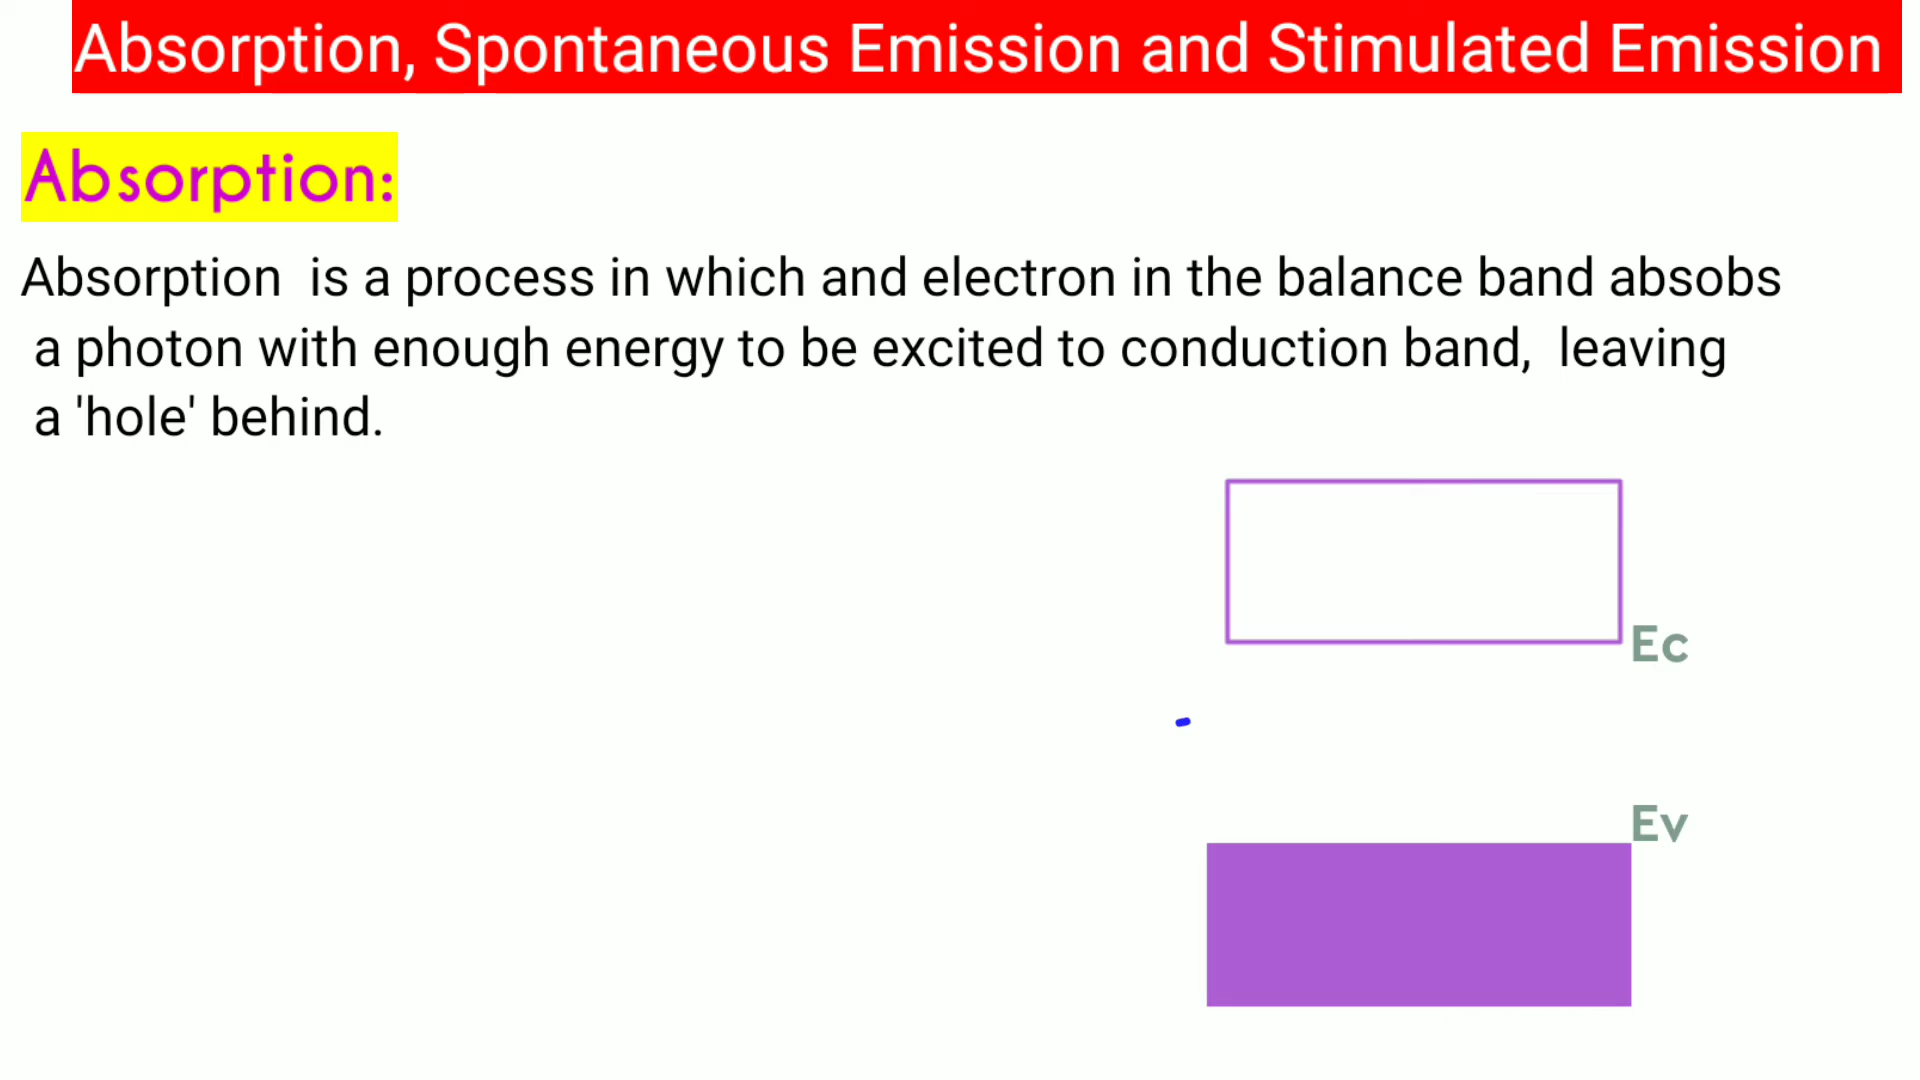 Absorption, Spontaneous Emission and Stimulated Emission
Absorption:
Absorption is a process in which and electron in the balance band absobs
a photon with enough energy to be excited to conduction band, leaving
a 'hole' behind.
Ec
Ev